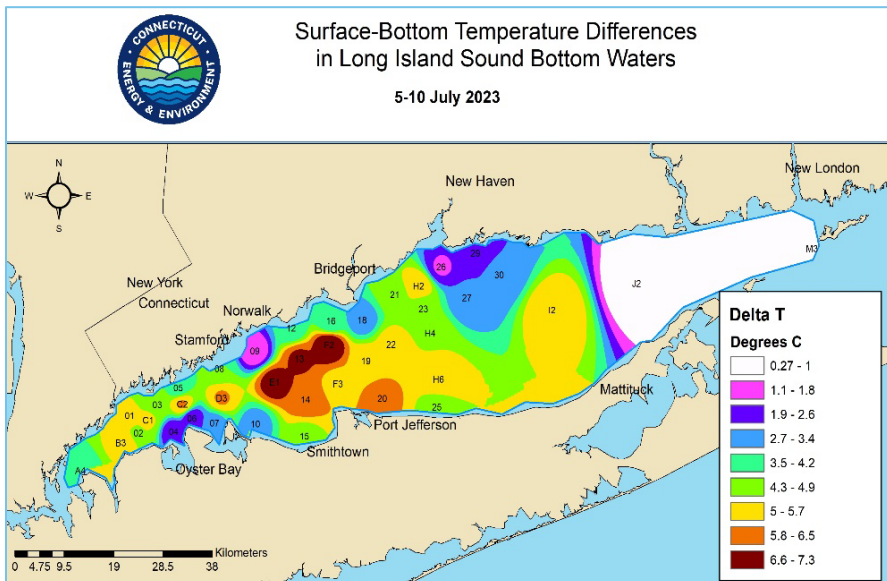 CONNECTICUT
ENERGY & ENVIRONMENT
Surface-Bottom Temperature Differences
in Long Island Sound Bottom Waters
5-10 July 2023
N
W E
S
New London
New Haven
M3
29
26
30
J2
Bridgeport
H2
21
27
New York
Connecticut
23
I2
Norwalk
18
16
12
H4
Stamford
F2
22
09
13
19
08
E1
F3
H6
05
D3
14
20
25
Mattituck
03
C2
01
C1
06
07
10
Port Jefferson
02
04
B3
15
Smithtown
A4
Oyster Bay
Kilometers
0 4.75 9.5 19 28.5 38
Delta T
Degrees C
0.27 - 1
1.1 - 1.8
1.9 - 2.6
2.7 - 3.4
3.5 - 4.2
4.3 - 4.9
5 - 5.7
5.8 - 6.5
6.6 - 7.3